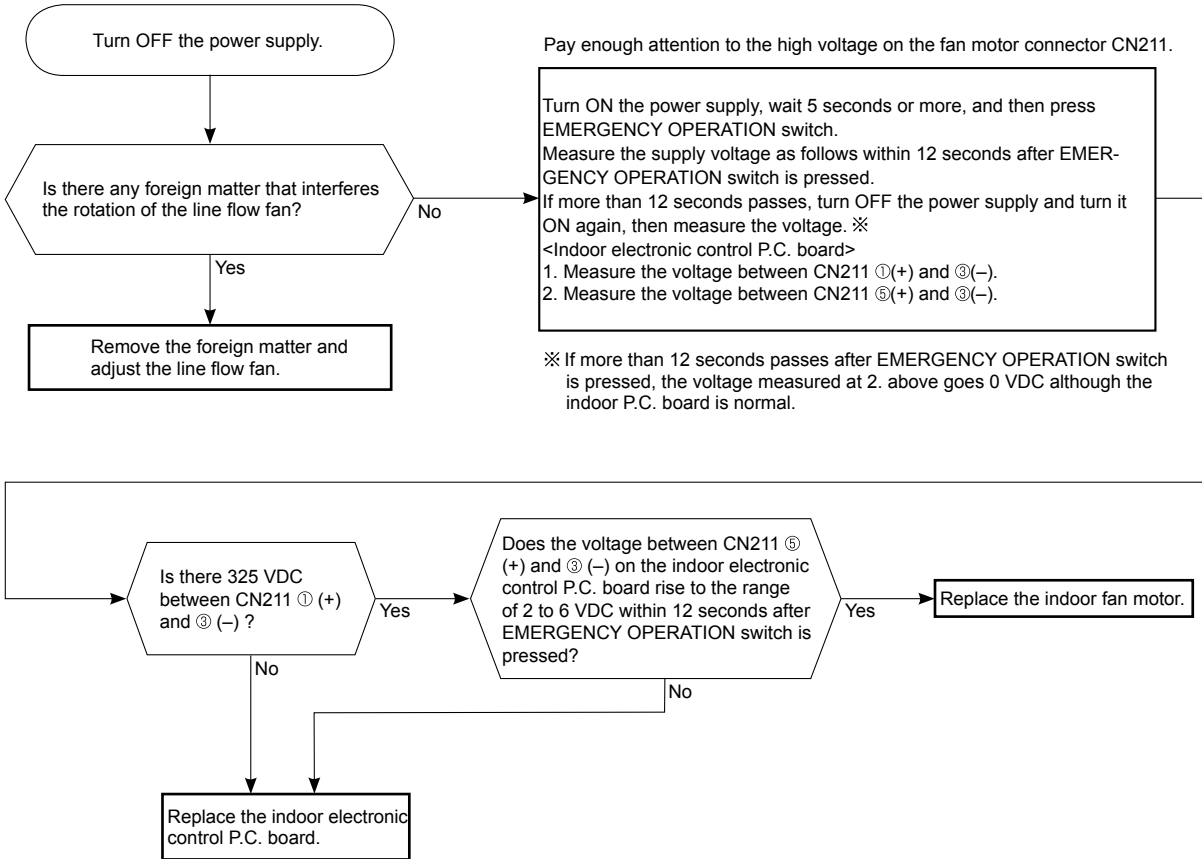 Turn OFF the power supply.
Is there any foreign matter that interferes
the rotation of the line flow fan?
No
Yes
Remove the foreign matter and
adjust the line flow fan.
Pay enough attention to the high voltage on the fan motor connector CN211.
Turn ON the power supply, wait 5 seconds or more, and then press
EMERGENCY OPERATION switch.
Measure the supply voltage as follows within 12 seconds after EMER-
GENCY OPERATION switch is pressed.
If more than 12 seconds passes, turn OFF the power supply and turn it
ON again, then measure the voltage. ※
<Indoor electronic control P.C. board>
1. Measure the voltage between CN211 ①(+) and ③(–).
2. Measure the voltage between CN211 ⑤(+) and ③(–).
※ If more than 12 seconds passes after EMERGENCY OPERATION switch
is pressed, the voltage measured at 2. above goes 0 VDC although the
indoor P.C. board is normal.
Is there 325 VDC
between CN211 ① (+)
and ③ (–) ?
Yes
No
Does the voltage between CN211 ⑤
(+) and ③ (–) on the indoor electronic
control P.C. board rise to the range
of 2 to 6 VDC within 12 seconds after
EMERGENCY OPERATION switch is
pressed?
Yes
No
Replace the indoor fan motor.
Replace the indoor electronic
control P.C. board.